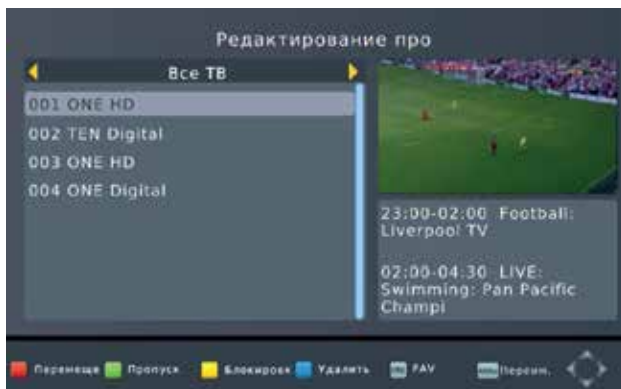 Редактирование про
Все ТВ
001 ONE HD
002 TEN Digital
003 ONE HD
004 ONE Digital
23:00-02:00 Football:
Liverpool TV
02:00-04:30 LIVE:
Swimming: Pan Pacific
Champi
Перемеще Пропуск Блокировк Удалить FAV Переим.